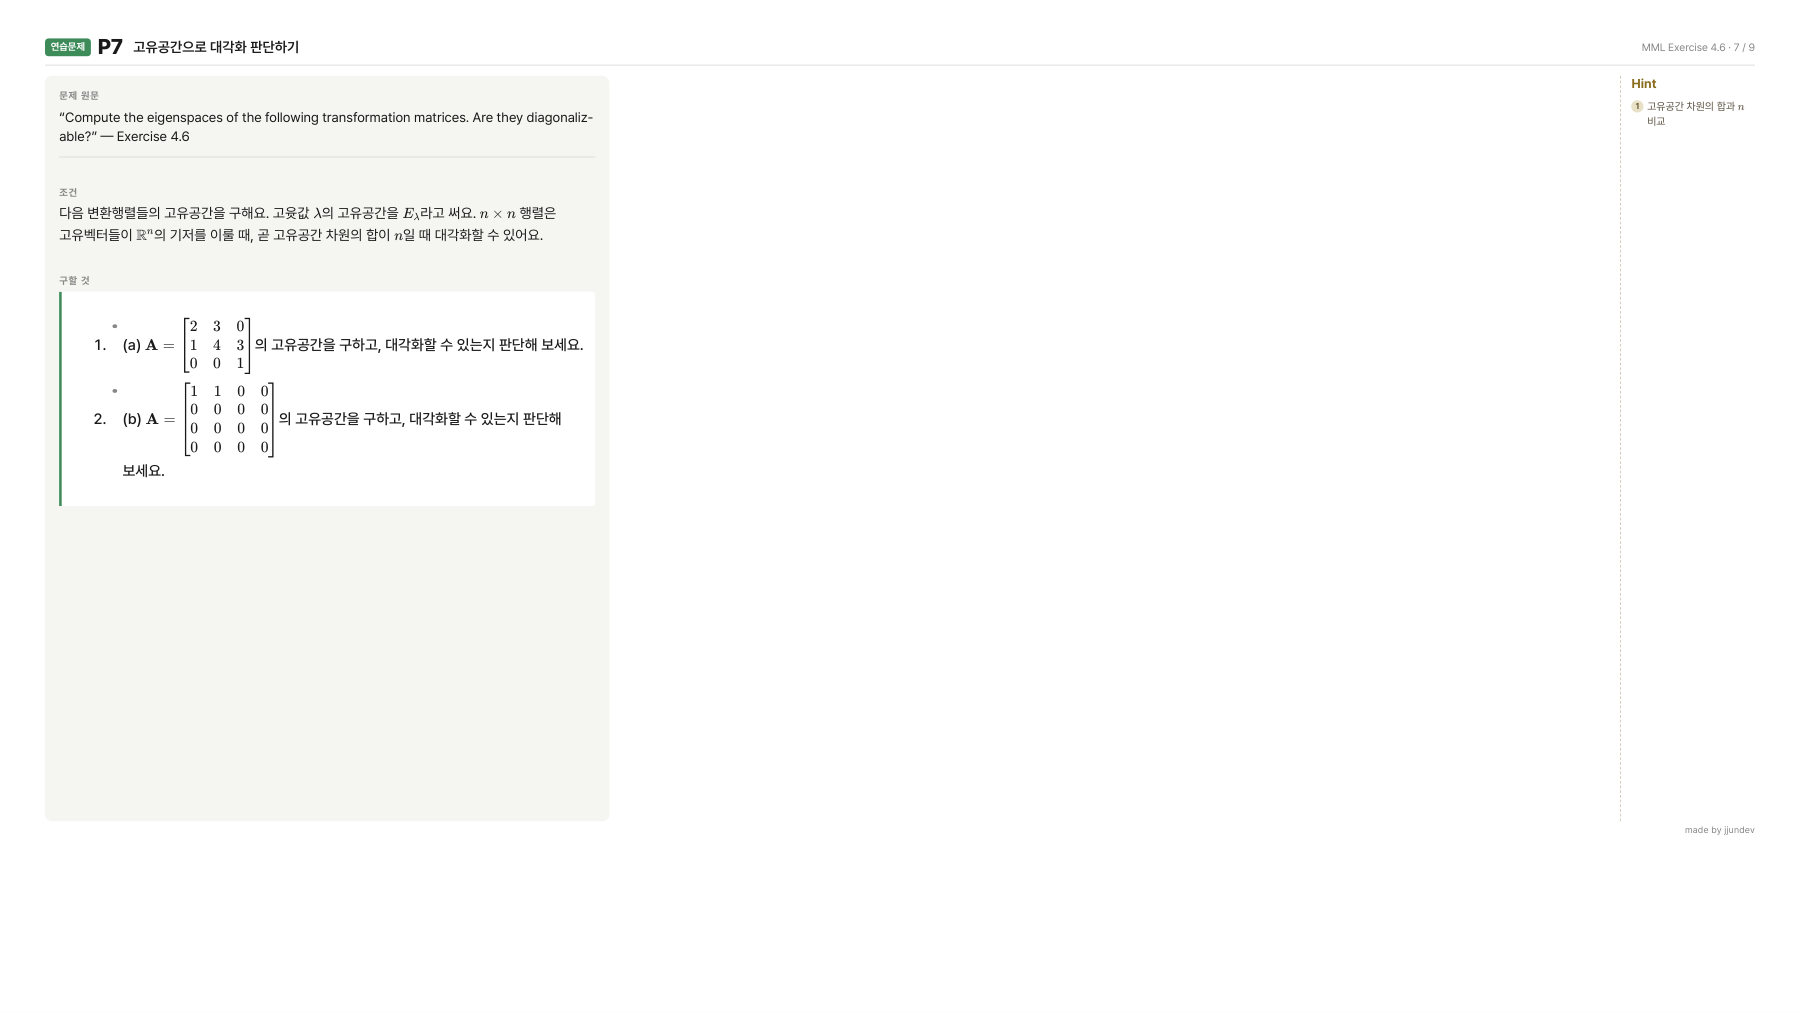 연습문제 P7 고유공간으로 대각화 판단하기
MML Exercise 4.6 · 7 / 9
문제 원문
“Compute the eigenspaces of the following transformation matrices. Are they diagonaliz-
able?” — Exercise 4.6
조건
다음 변환행렬들의 고유공간을 구해요. 고윳값 λ의 고유공간을 E_λ라고 써요. n × n 행렬은
고유벡터들이 ℝⁿ의 기저를 이룰 때, 곧 고유공간 차원의 합이 n일 때 대각화할 수 있어요.
구할 것
1. (a) A = [2 3 0
1 4 3
0 0 1] 의 고유공간을 구하고, 대각화할 수 있는지 판단해 보세요.
2. (b) A = [1 1 0 0
0 0 0 0
0 0 0 0
0 0 0 0] 의 고유공간을 구하고, 대각화할 수 있는지 판단해
보세요.
Hint
1 고유공간 차원의 합과 n
비교
made by jjundev